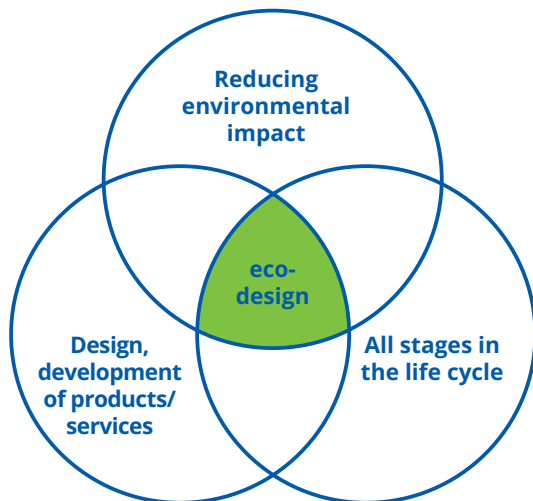 Reducing
environmental
impact
eco-
design
Design,
development
of products/
services
All stages in
the life cycle